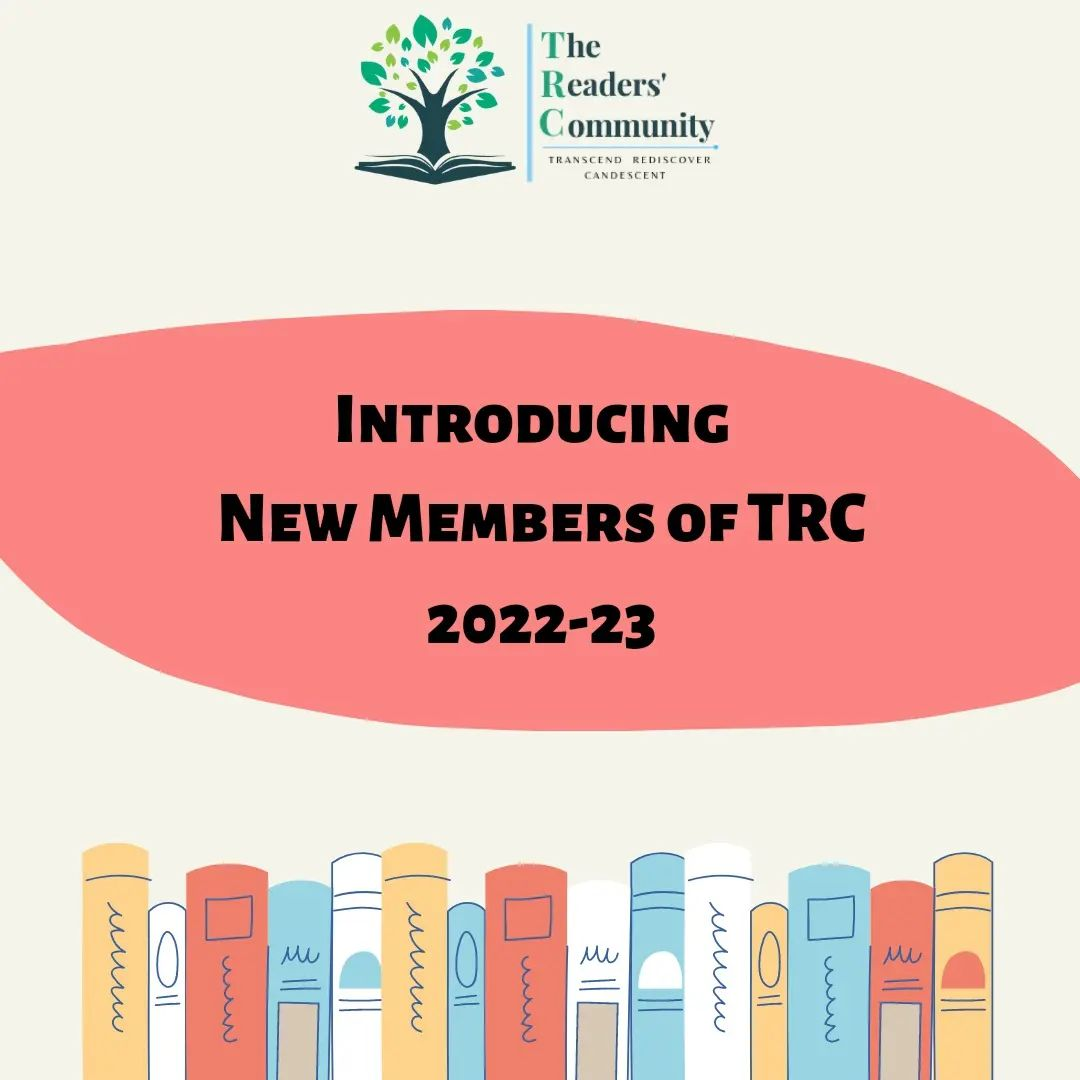 The
Readers'
Community
TRANSCEND REDISCOVER
CANDESCENT
Introducing
New Members of TRC
2022-23